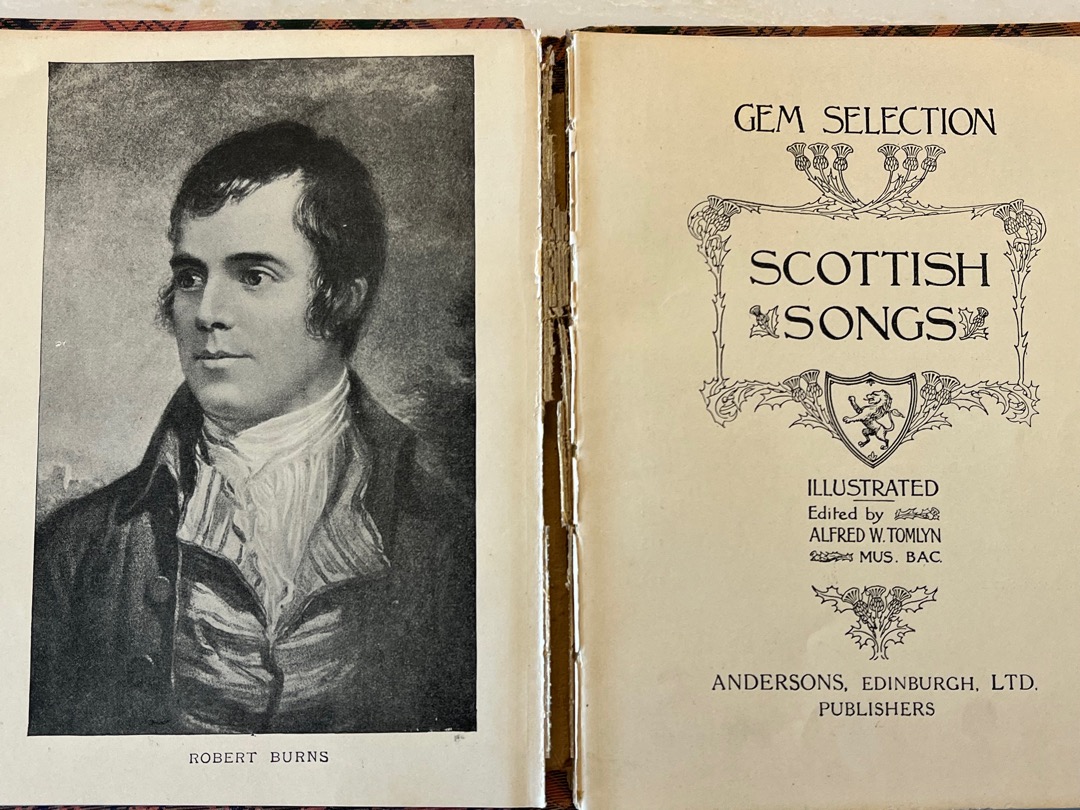 ROBERT BURNS
GEM SELECTION
SCOTTISH
SONGS
ILLUSTRATED
Edited by
ALFRED W. TOMLYN
MUS. BAC.
ANDERSONS, EDINBURGH, LTD.
PUBLISHERS